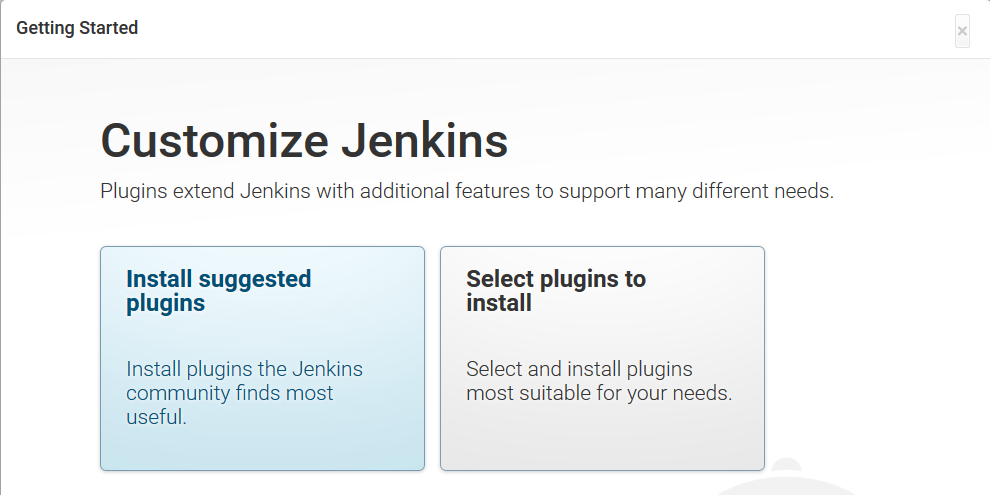 Getting Started
×
Customize Jenkins
Plugins extend Jenkins with additional features to support many different needs.
Install suggested
plugins
Install plugins the Jenkins
community finds most
useful.
Select plugins to
install
Select and install plugins
most suitable for your needs.